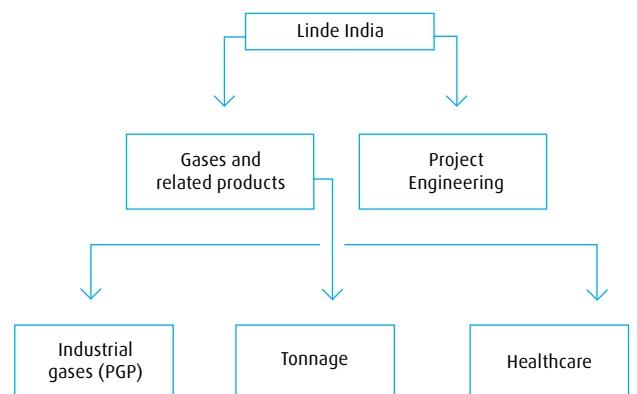 Linde India
Gases and
related products
Project
Engineering
Industrial
gases (PGP)
Tonnage
Healthcare